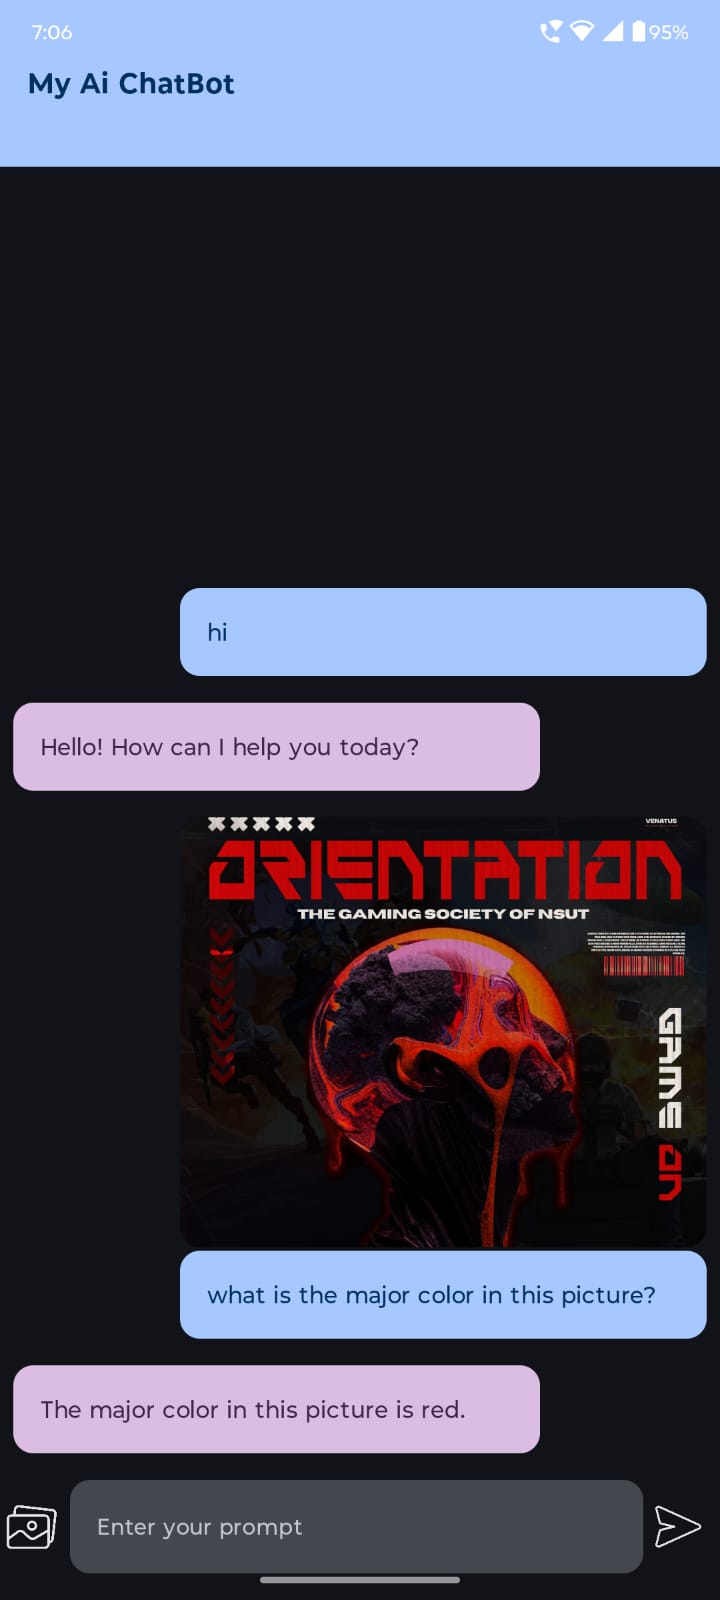 7:06
95%
My Ai ChatBot
hi
Hello! How can I help you today?
VENATUS
ORIENTATION
THE GAMING SOCIETY OF NSUT
GAME ON
what is the major color in this picture?
The major color in this picture is red.
Enter your prompt